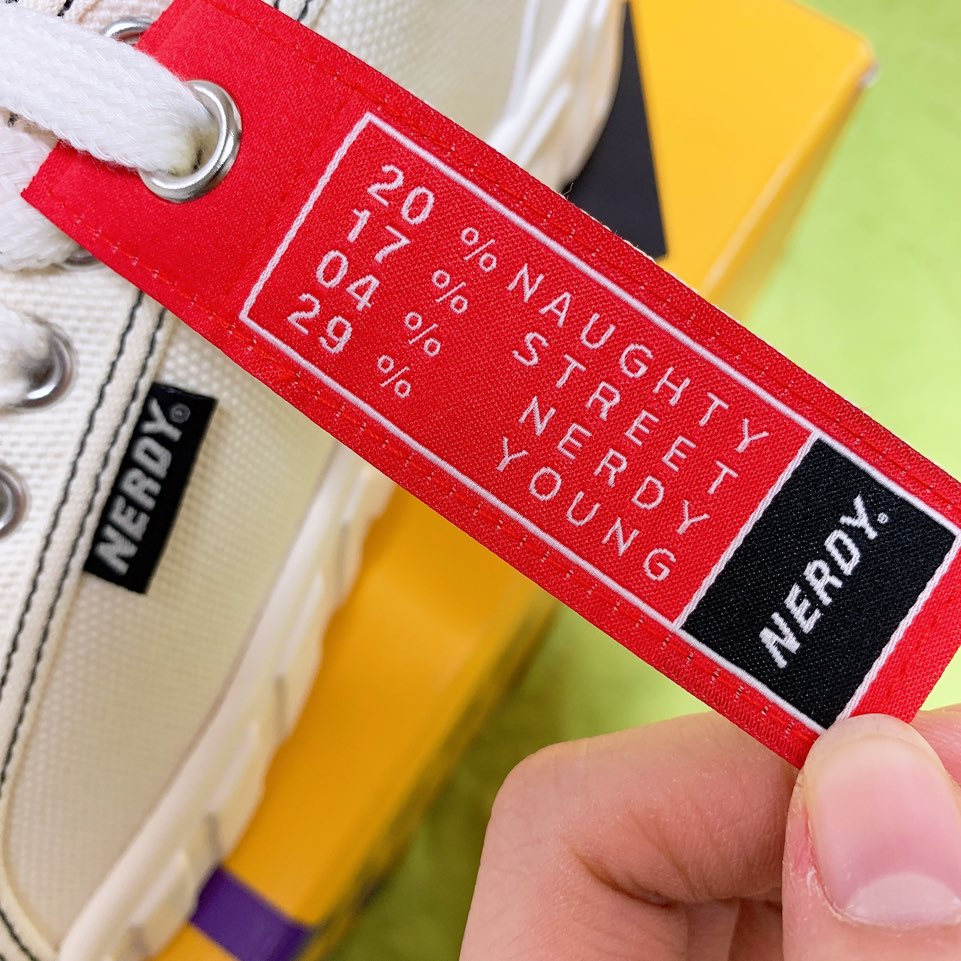 20 % NAUGHTY
17 % STREET
04 % NERDY
29 % YOUNG
NERDY®
NERDY®